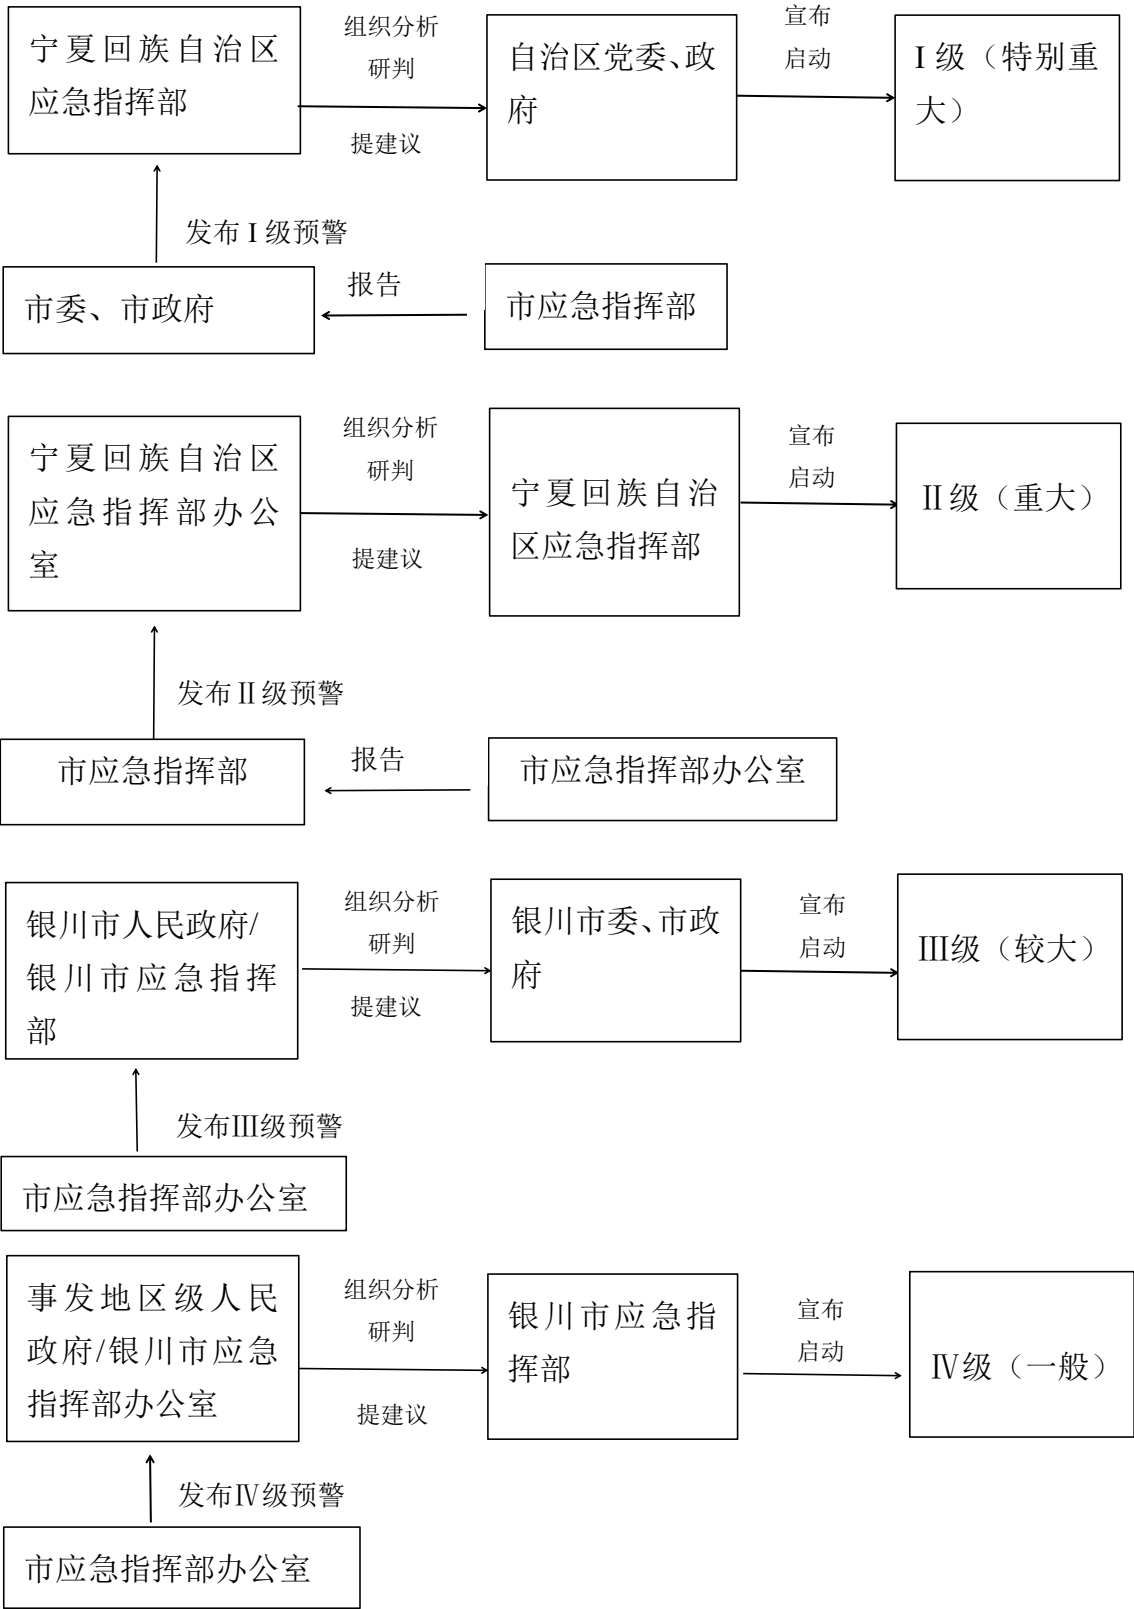 宁夏回族自治区
应急指挥部
组织分析
研判
提建议
自治区党委、政
府
宣布
启动
I 级（特别重
大）
发布 I 级预警
市委、市政府
报告
市应急指挥部
宁夏回族自治区
应急指挥部办公
室
组织分析
研判
提建议
宁夏回族自治
区应急指挥部
宣布
启动
Ⅱ级（重大）
发布Ⅱ级预警
市应急指挥部
报告
市应急指挥部办公室
银川市人民政府/
银川市应急指挥
部
组织分析
研判
提建议
银川市委、市政
府
宣布
启动
Ⅲ级（较大）
发布Ⅲ级预警
市应急指挥部办公室
事发地区级人民
政府/银川市应急
指挥部办公室
组织分析
研判
提建议
银川市应急指
挥部
宣布
启动
Ⅳ级（一般）
发布Ⅳ级预警
市应急指挥部办公室